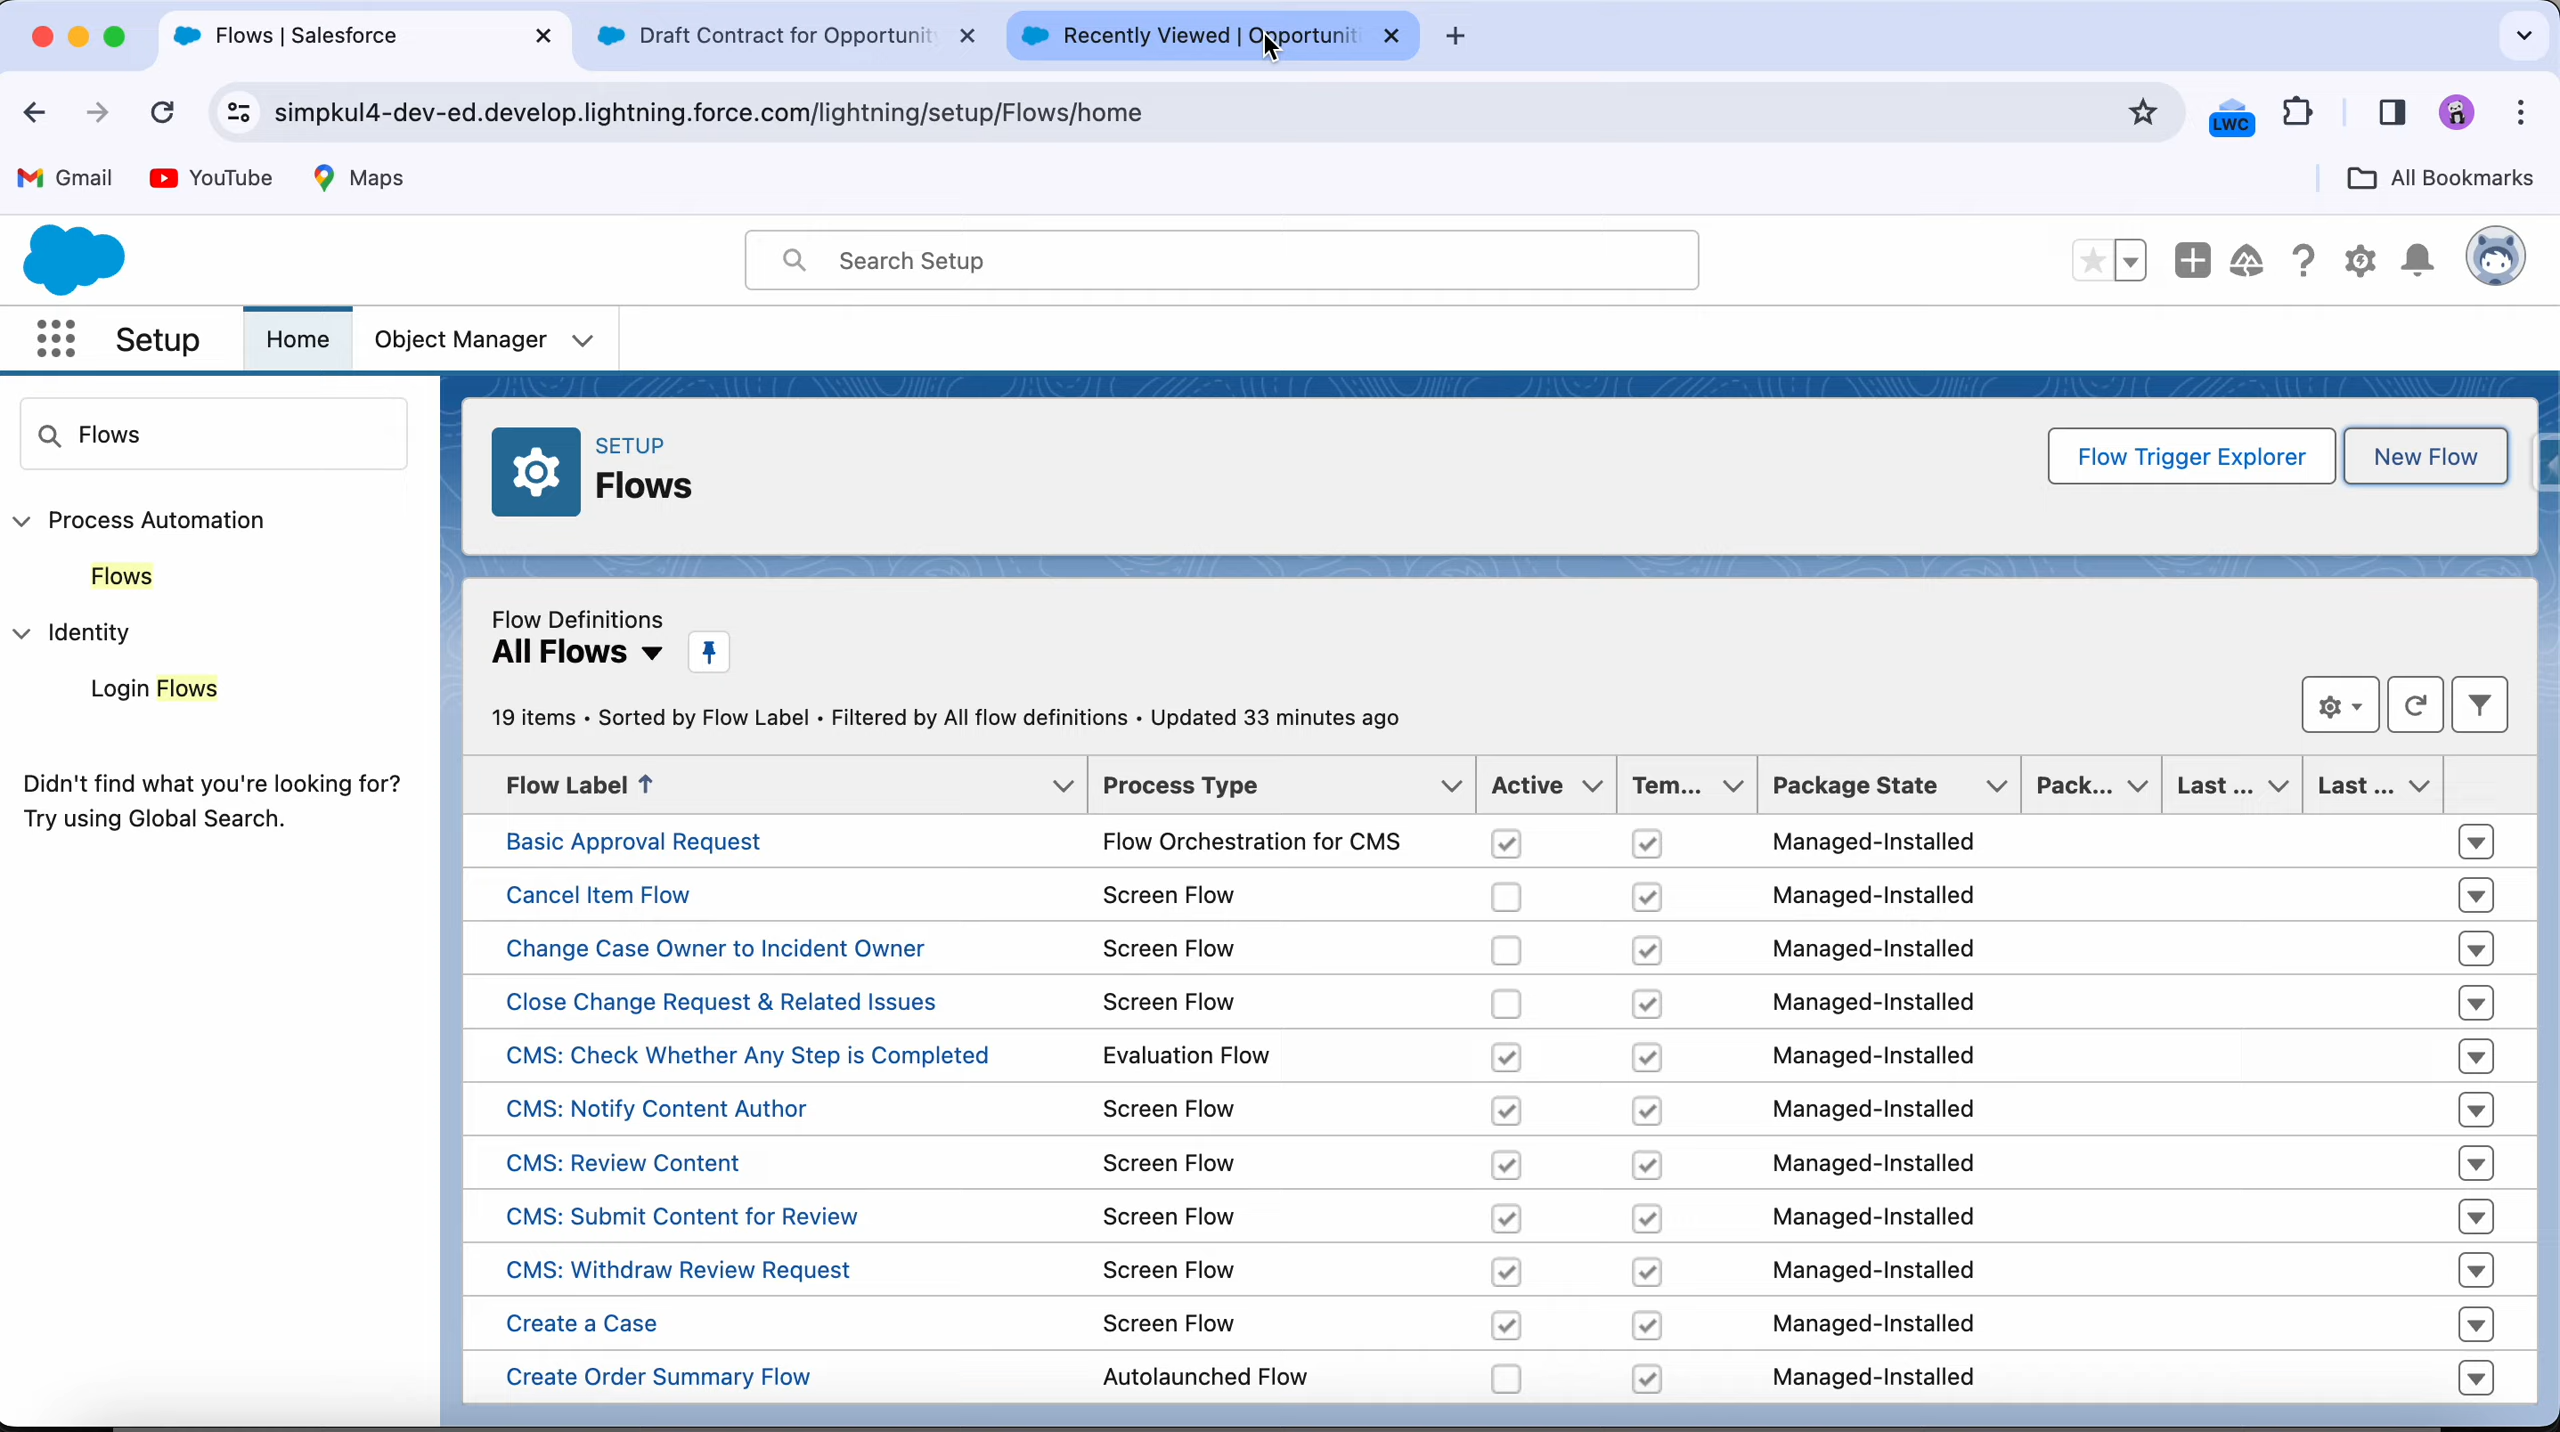 Flows | Salesforce
Draft Contract for Opportunity
Recently Viewed | Opportuniti
simpkul4-dev-ed.develop.lightning.force.com/lightning/setup/Flows/home
LWC
Gmail
YouTube
Maps
All Bookmarks
Search Setup
Setup
Home
Object Manager
Flows
Process Automation
Flows
Identity
Login Flows
Didn't find what you're looking for?
Try using Global Search.
SETUP
Flows
Flow Trigger Explorer
New Flow
Flow Definitions
All Flows
19 items • Sorted by Flow Label • Filtered by All flow definitions • Updated 33 minutes ago
Flow Label ↑ Process Type Active Tem... Package State Pack... Last ... Last ...
Basic Approval Request Flow Orchestration for CMS Managed-Installed
Cancel Item Flow Screen Flow Managed-Installed
Change Case Owner to Incident Owner Screen Flow Managed-Installed
Close Change Request & Related Issues Screen Flow Managed-Installed
CMS: Check Whether Any Step is Completed Evaluation Flow Managed-Installed
CMS: Notify Content Author Screen Flow Managed-Installed
CMS: Review Content Screen Flow Managed-Installed
CMS: Submit Content for Review Screen Flow Managed-Installed
CMS: Withdraw Review Request Screen Flow Managed-Installed
Create a Case Screen Flow Managed-Installed
Create Order Summary Flow Autolaunched Flow Managed-Installed